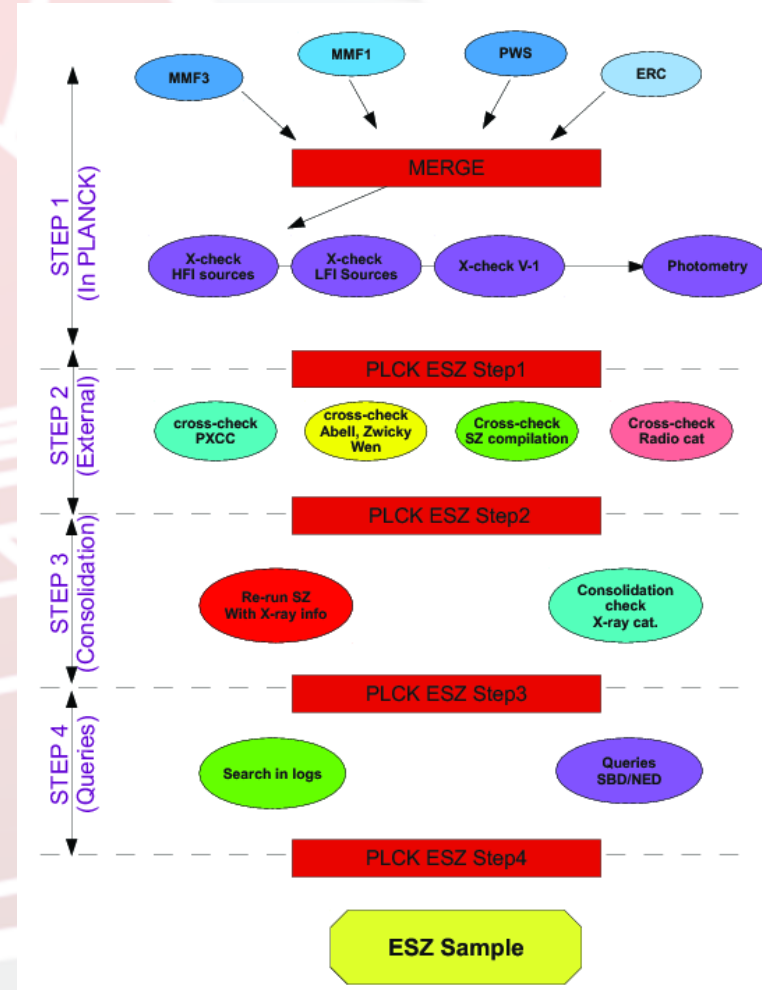 MMF3
MMF1
PWS
ERC
MERGE
STEP 1
(In PLANCK)
X-check
HFI sources
X-check
LFI Sources
X-check V-1
Photometry
PLCK ESZ Step1
STEP 2
(External)
cross-check
PXCC
cross-check
Abell, Zwicky
Wen
Cross-check
SZ compilation
Cross-check
Radio cat
PLCK ESZ Step2
STEP 3
(Consolidation)
Re-run SZ
With X-ray info
Consolidation
check
X-ray cat.
PLCK ESZ Step3
STEP 4
(Queries)
Search in logs
Queries
SBD/NED
PLCK ESZ Step4
ESZ Sample